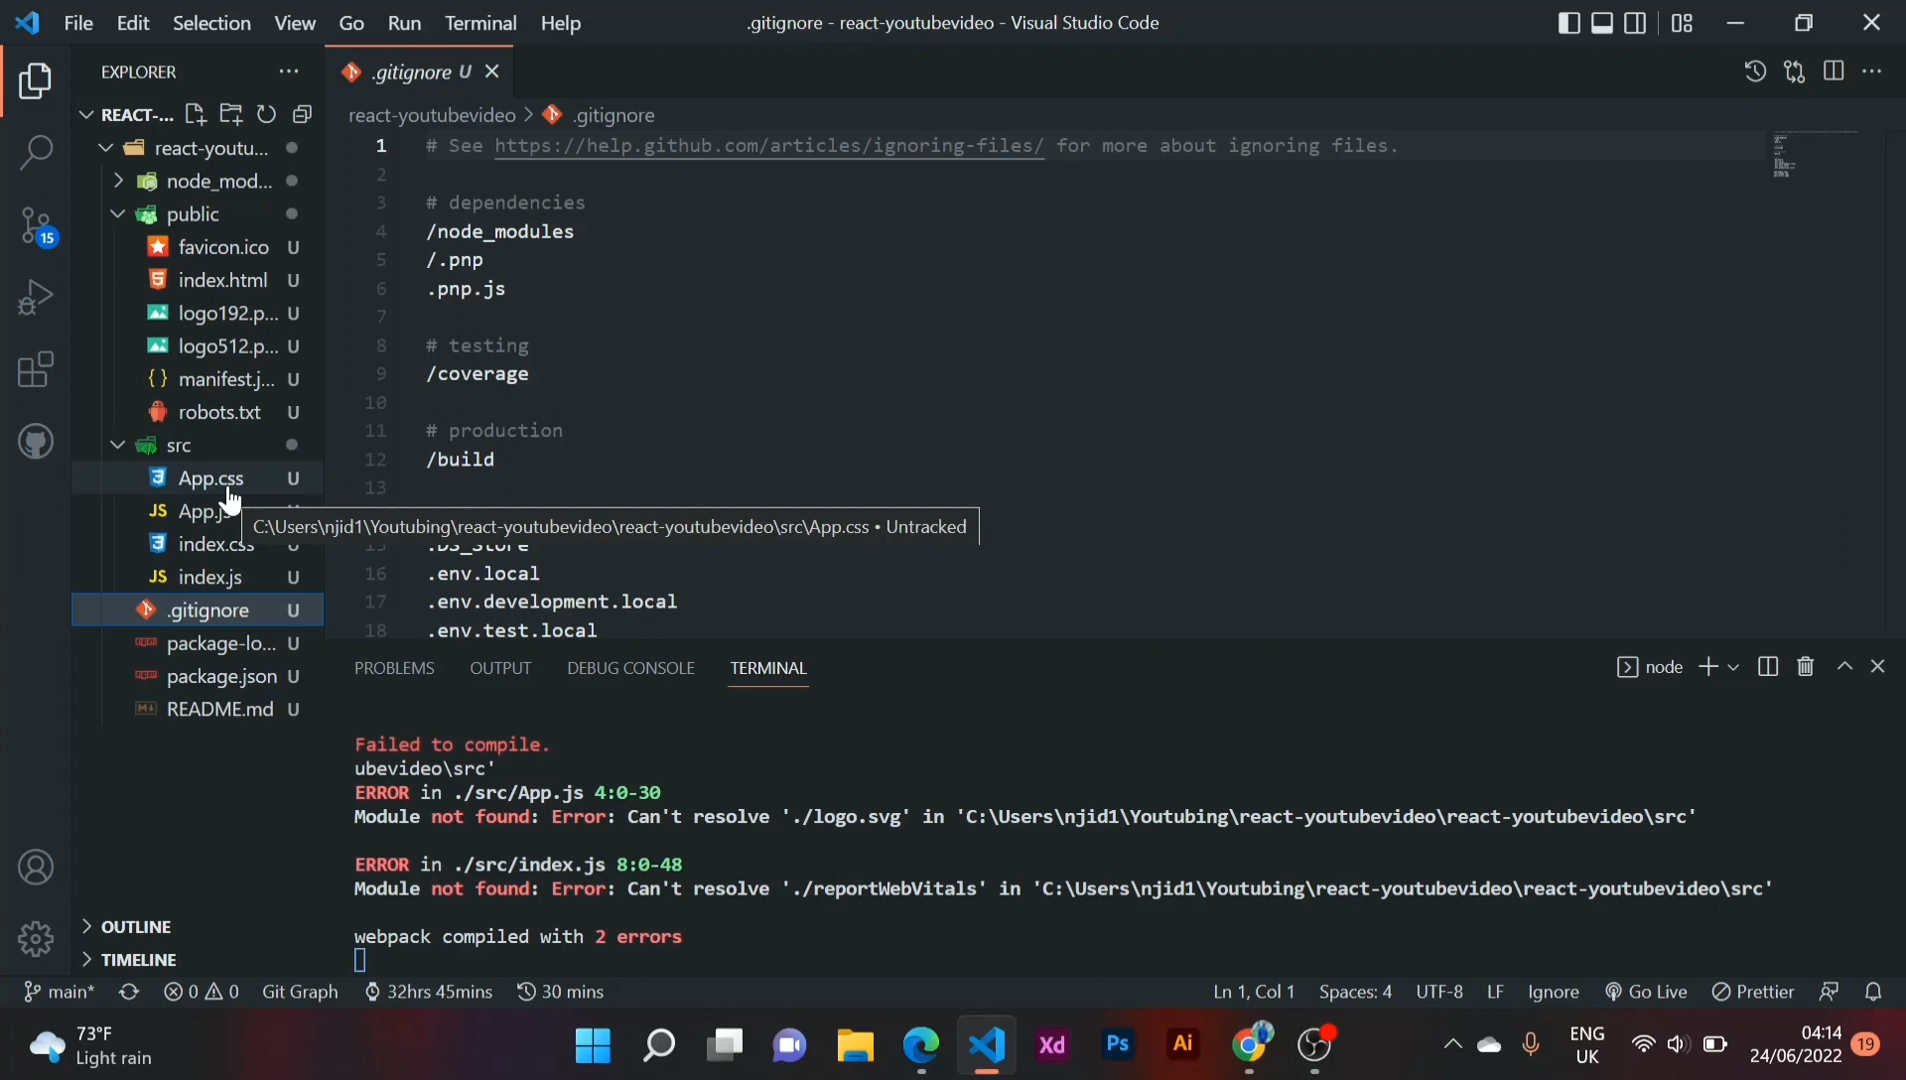 File Edit Selection View Go Run Terminal Help
.gitignore - react-youtubevideo - Visual Studio Code
EXPLORER
REACT-...
react-youtu...
node_mod...
public
favicon.ico U
index.html U
logo192.p... U
logo512.p... U
manifest.j... U
robots.txt U
src
App.css U
App.js
index.css U
index.js U
.gitignore U
package-lo... U
package.json U
README.md U
OUTLINE
TIMELINE
15
.gitignore U
react-youtubevideo > .gitignore
1 # See https://help.github.com/articles/ignoring-files/ for more about ignoring files.
2
3 # dependencies
4 /node_modules
5 /.pnp
6 .pnp.js
7
8 # testing
9 /coverage
10
11 # production
12 /build
13
C:\Users\njid1\Youtubing\react-youtubevideo\react-youtubevideo\src\App.css • Untracked
15 .DS_Store
16 .env.local
17 .env.development.local
18 .env.test.local
PROBLEMS OUTPUT DEBUG CONSOLE TERMINAL
node
Failed to compile.
ubevideo\src'
ERROR in ./src/App.js 4:0-30
Module not found: Error: Can't resolve './logo.svg' in 'C:\Users\njid1\Youtubing\react-youtubevideo\react-youtubevideo\src'
ERROR in ./src/index.js 8:0-48
Module not found: Error: Can't resolve './reportWebVitals' in 'C:\Users\njid1\Youtubing\react-youtubevideo\react-youtubevideo\src'
webpack compiled with 2 errors
main* 0 0 Git Graph 32hrs 45mins 30 mins
Ln 1, Col 1 Spaces: 4 UTF-8 LF Ignore Go Live Prettier
73°F
Light rain
Xd Ps Ai
ENG
UK
04:14
24/06/2022
19